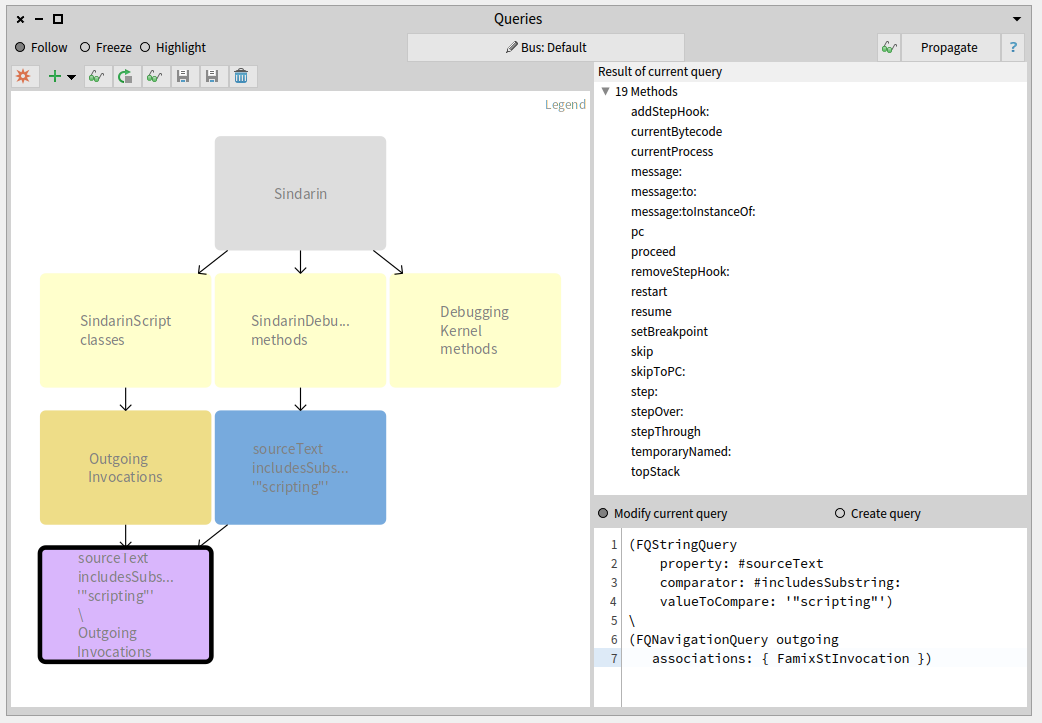 Queries
Follow
Freeze
Highlight
Bus: Default
Propagate
?
Legend
Sindarin
SindarinScript
classes
SindarinDebu...
methods
Debugging
Kernel
methods
Outgoing
Invocations
sourceText
includesSubs...
'"scripting"'
sourceText
includesSubs...
'"scripting"'
\
Outgoing
Invocations
Result of current query
19 Methods
addStepHook:
currentBytecode
currentProcess
message:
message:to:
message:toInstanceOf:
pc
proceed
removeStepHook:
restart
resume
setBreakpoint
skip
skipToPC:
step:
stepOver:
stepThrough
temporaryNamed:
topStack
Modify current query
Create query
1 (FQStringQuery
2 property: #sourceText
3 comparator: #includesSubstring:
4 valueToCompare: '"scripting"')
5 \
6 (FQNavigationQuery outgoing
7 associations: { FamixStInvocation })